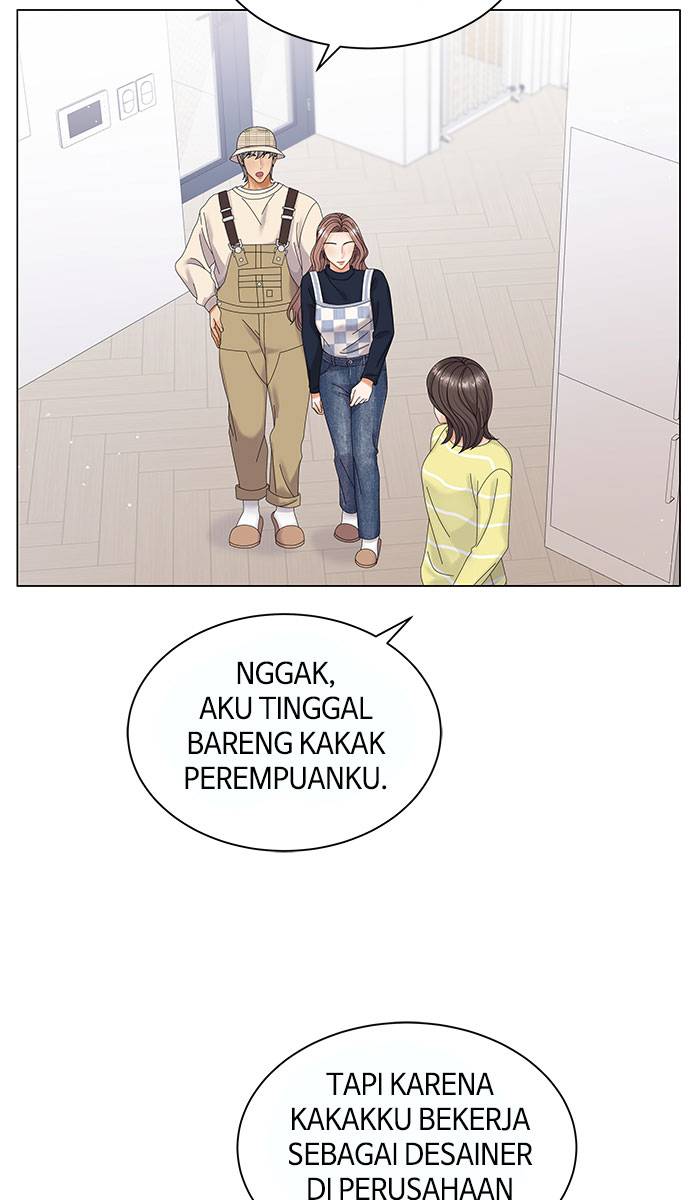 NGGAK,
AKU TINGGAL
BARENG KAKAK
PEREMPUANKU.
TAPI KARENA
KAKAKKU BEKERJA
SEBAGAI DESAINER
DI PERUSAHAAN